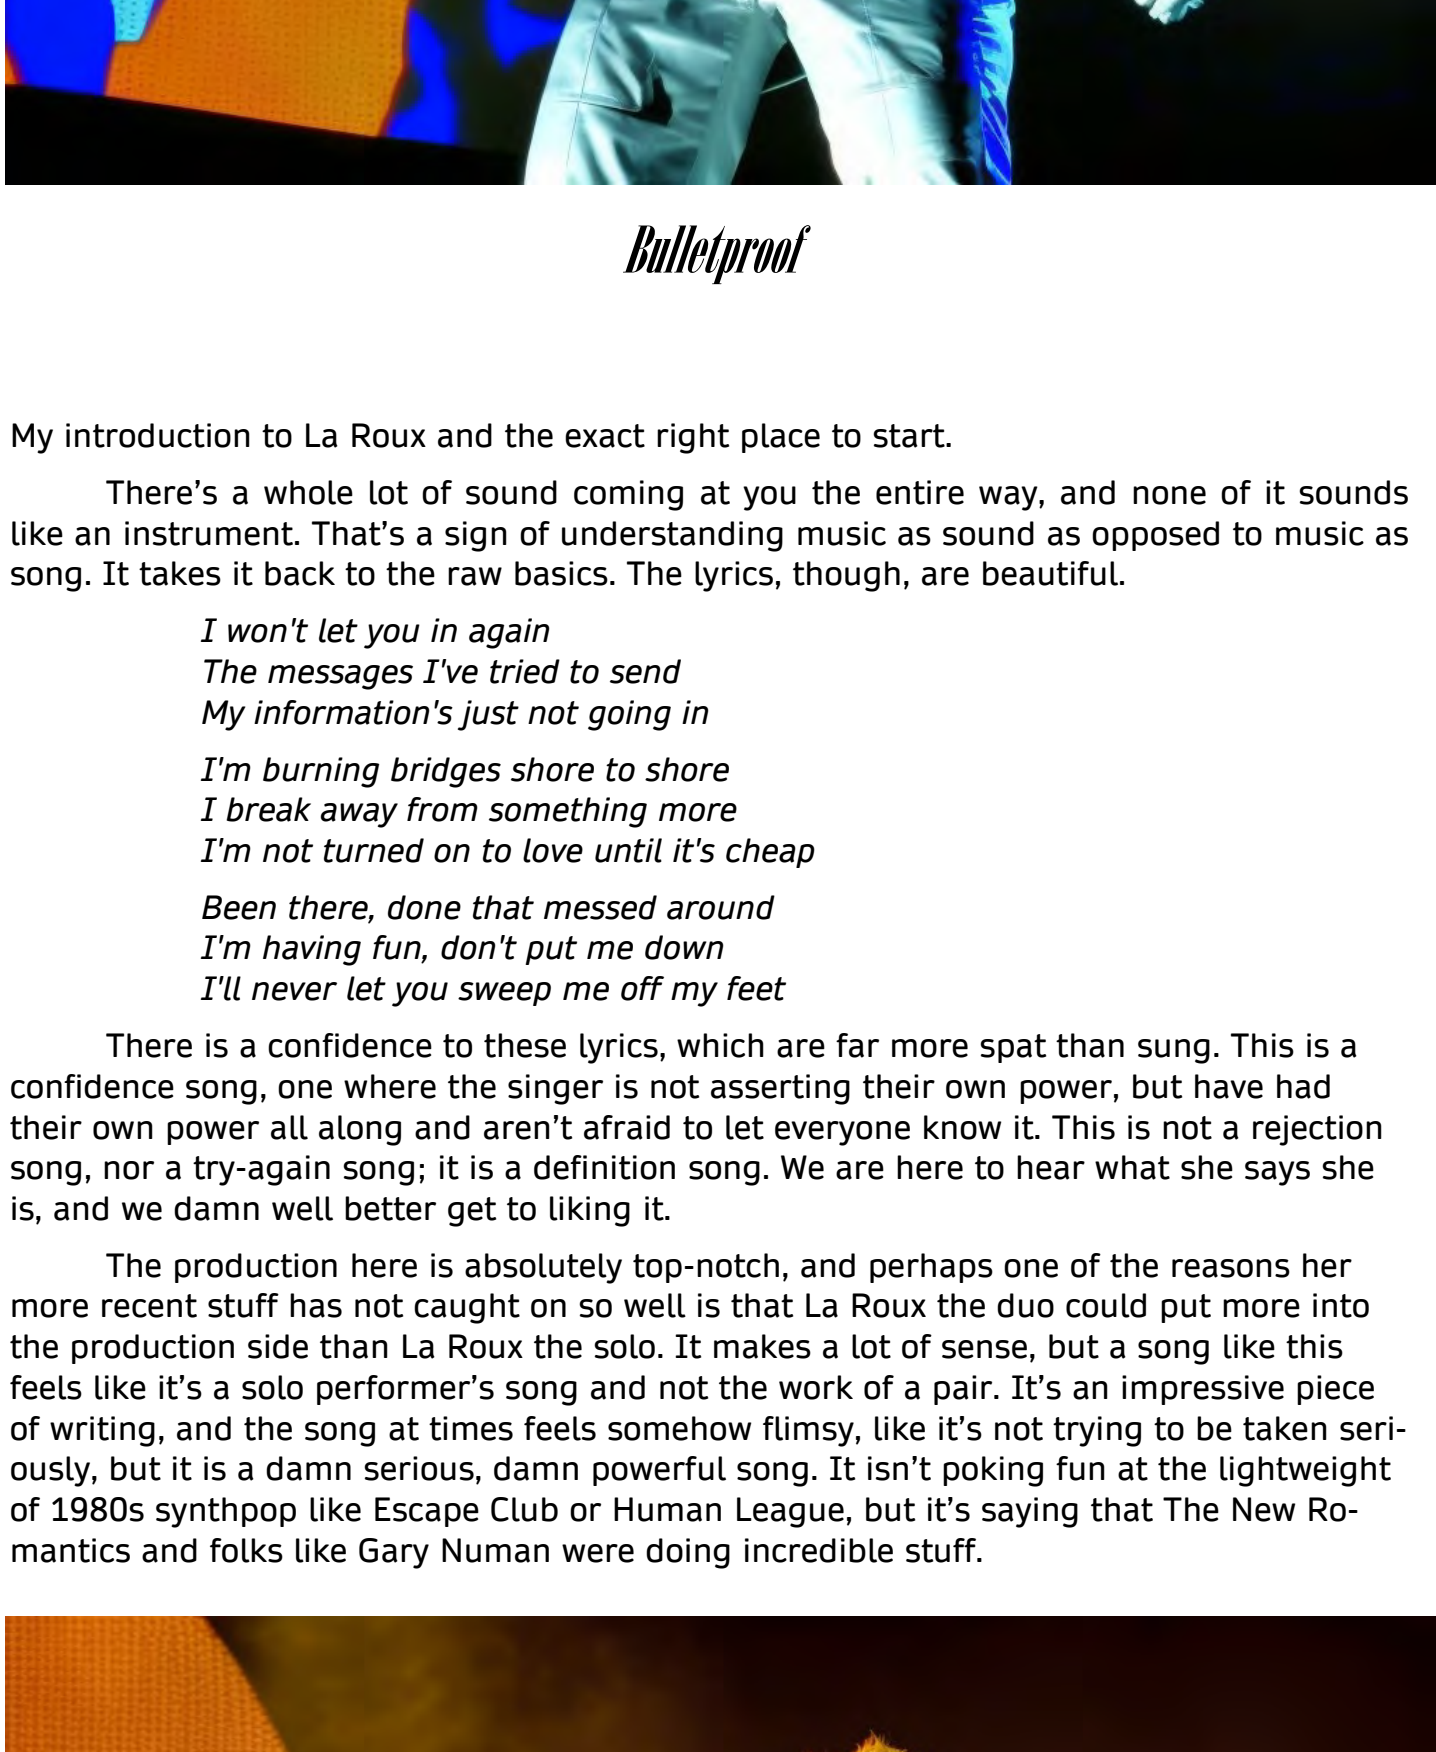 Bulletproof
My introduction to La Roux and the exact right place to start.
There’s a whole lot of sound coming at you the entire way, and none of it sounds
like an instrument. That’s a sign of understanding music as sound as opposed to music as
song. It takes it back to the raw basics. The lyrics, though, are beautiful.
I won't let you in again
The messages I've tried to send
My information's just not going in
I'm burning bridges shore to shore
I break away from something more
I'm not turned on to love until it's cheap
Been there, done that messed around
I'm having fun, don't put me down
I'll never let you sweep me off my feet
There is a confidence to these lyrics, which are far more spat than sung. This is a
confidence song, one where the singer is not asserting their own power, but have had
their own power all along and aren’t afraid to let everyone know it. This is not a rejection
song, nor a try-again song; it is a definition song. We are here to hear what she says she
is, and we damn well better get to liking it.
The production here is absolutely top-notch, and perhaps one of the reasons her
more recent stuff has not caught on so well is that La Roux the duo could put more into
the production side than La Roux the solo. It makes a lot of sense, but a song like this
feels like it’s a solo performer’s song and not the work of a pair. It’s an impressive piece
of writing, and the song at times feels somehow flimsy, like it’s not trying to be taken seri-
ously, but it is a damn serious, damn powerful song. It isn’t poking fun at the lightweight
of 1980s synthpop like Escape Club or Human League, but it’s saying that The New Ro-
mantics and folks like Gary Numan were doing incredible stuff.